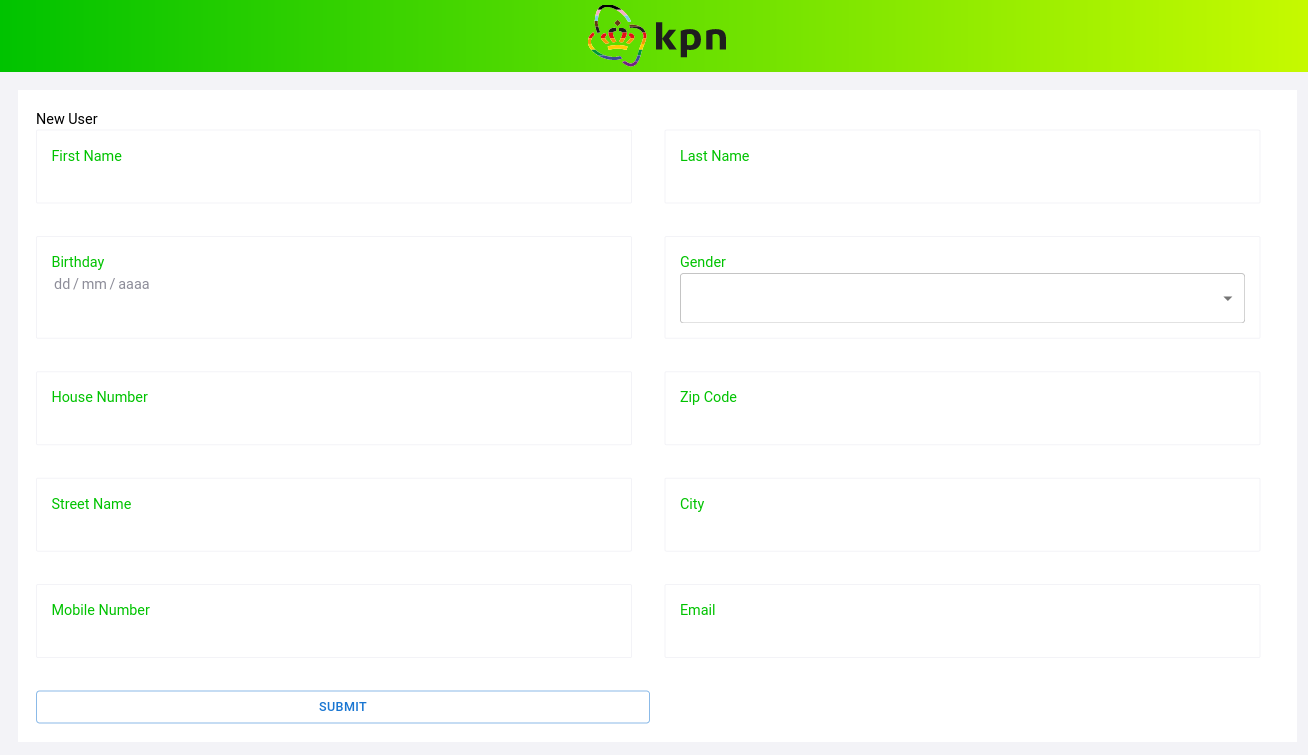 kpn
New User
First Name
Last Name
Birthday
dd / mm / aaaa
Gender
House Number
Zip Code
Street Name
City
Mobile Number
Email
SUBMIT